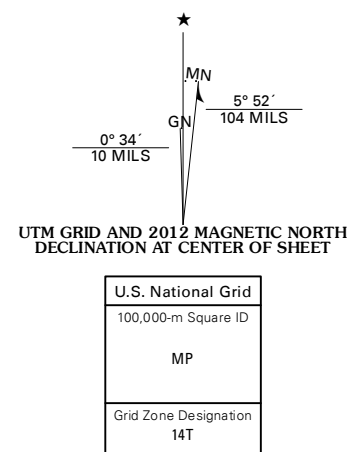 MN
5° 52´
104 MILS
GN
0° 34´
10 MILS
UTM GRID AND 2012 MAGNETIC NORTH
DECLINATION AT CENTER OF SHEET
U.S. National Grid
100,000-m Square ID
MP
Grid Zone Designation
14T